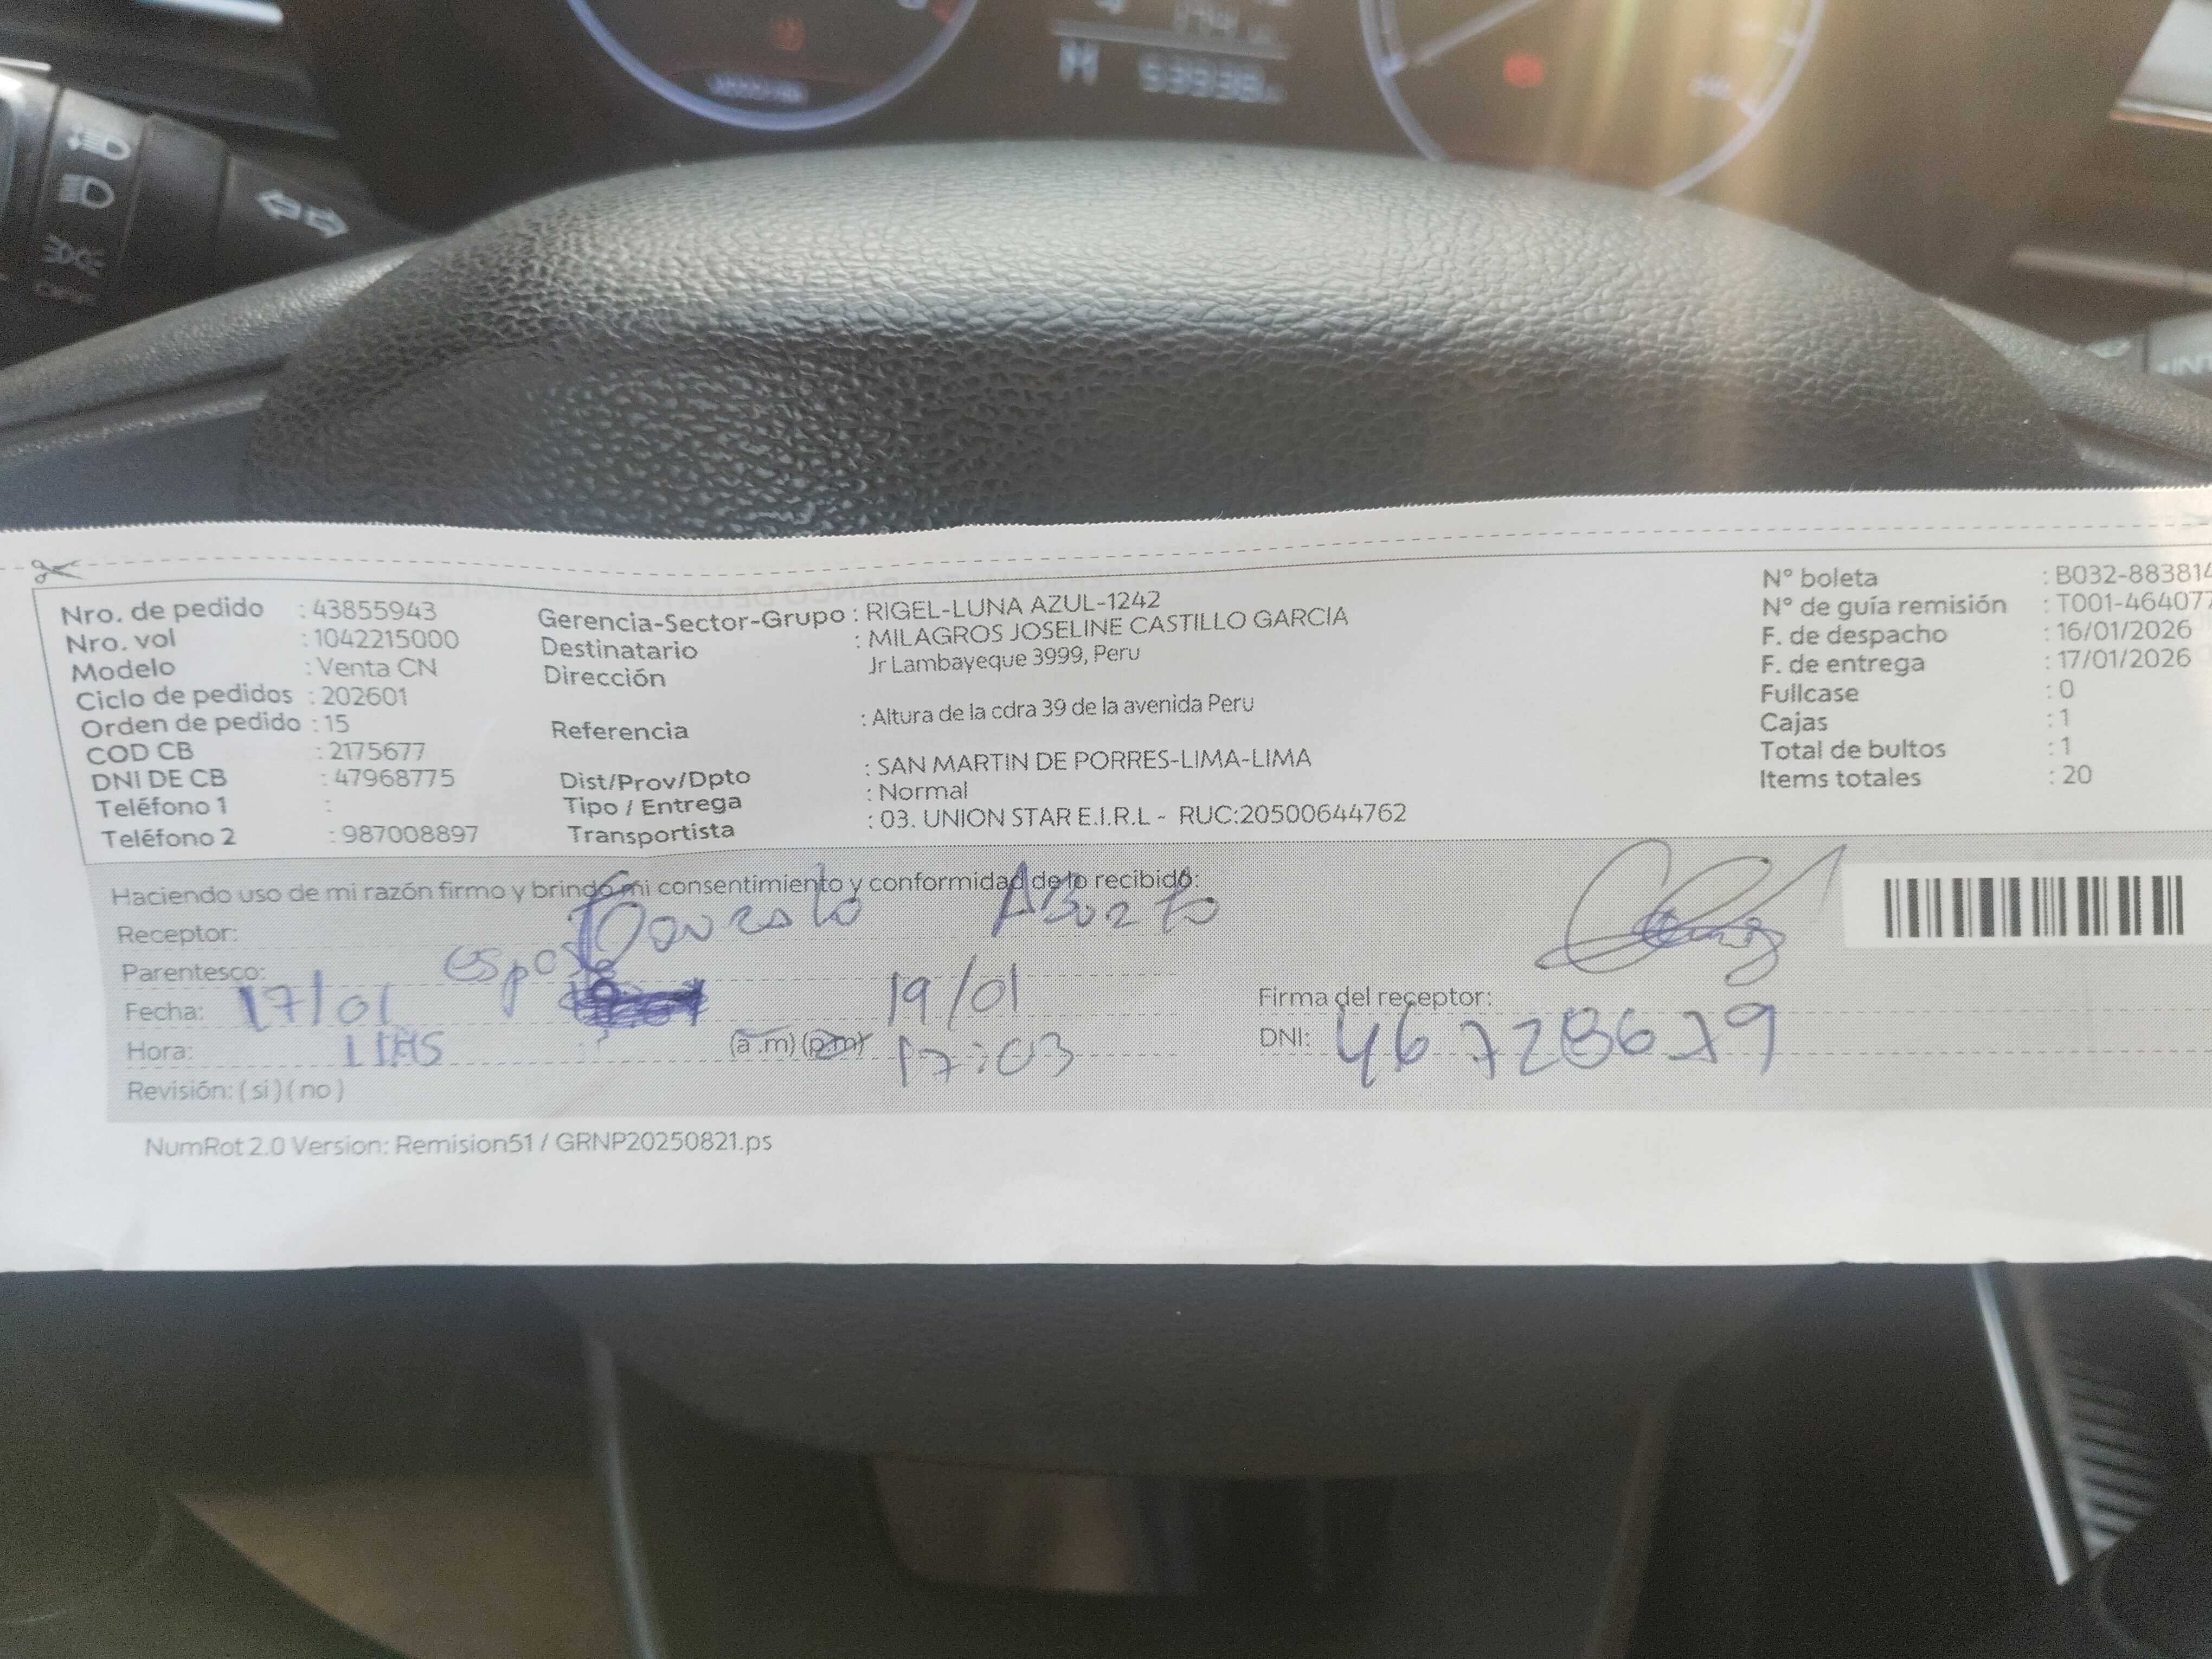 53338
Nro. de pedido : 43855943
Nro. vol : 1042215000
Modelo : Venta CN
Ciclo de pedidos : 202601
Orden de pedido : 15
COD CB : 2175677
DNI DE CB : 47968775
Teléfono 1 :
Teléfono 2 : 987008897
Gerencia-Sector-Grupo : RIGEL-LUNA AZUL-1242
Destinatario : MILAGROS JOSELINE CASTILLO GARCIA
Dirección Jr Lambayeque 3999, Peru
Referencia : Altura de la cdra 39 de la avenida Peru
Dist/Prov/Dpto : SAN MARTIN DE PORRES-LIMA-LIMA
Tipo / Entrega : Normal
Transportista : 03. UNION STAR E.I.R.L - RUC:20500644762
N° boleta : B032-883814
N° de guía remisión : T001-464077
F. de despacho : 16/01/2026
F. de entrega : 17/01/2026
Fullcase : 0
Cajas : 1
Total de bultos : 1
Items totales : 20
Haciendo uso de mi razón firmo y brindo mi consentimiento y conformidad de lo recibido:
Receptor: Gonzalo
Parentesco:
Fecha: 17/01 19/01
Hora: (a.m) (p.m) 17:03
Revisión: (si) (no)
Firma del receptor:
DNI: 46728679
NumRot 2.0 Version: Remision51 / GRNP20250821.ps